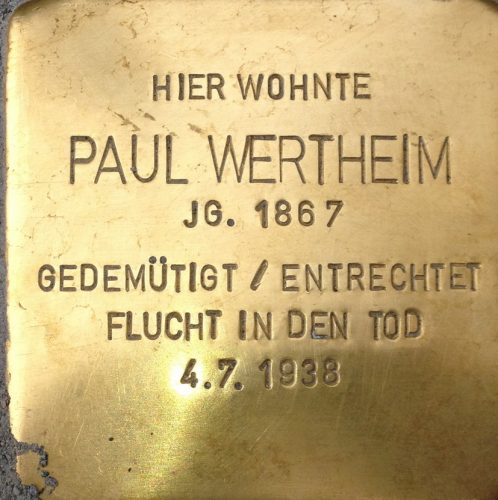 HIER WOHNTE
PAUL WERTHEIM
JG. 1867
GEDEMÜTIGT / ENTRECHTET
FLUCHT IN DEN TOD
4.7. 1938